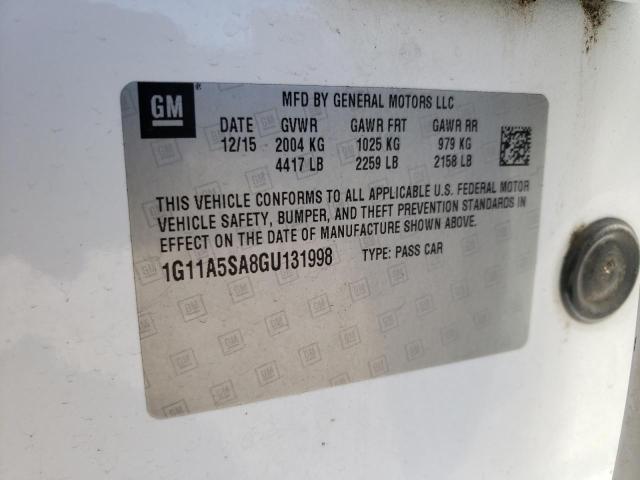 GM
®
MFD BY GENERAL MOTORS LLC
DATE GVWR GAWR FRT GAWR RR
12/15 2004 KG 1025 KG 979 KG
4417 LB 2259 LB 2158 LB
THIS VEHICLE CONFORMS TO ALL APPLICABLE U.S. FEDERAL MOTOR
VEHICLE SAFETY, BUMPER, AND THEFT PREVENTION STANDARDS IN
EFFECT ON THE DATE OF MANUFACTURE SHOWN ABOVE.
1G11A5SA8GU131998 TYPE: PASS CAR